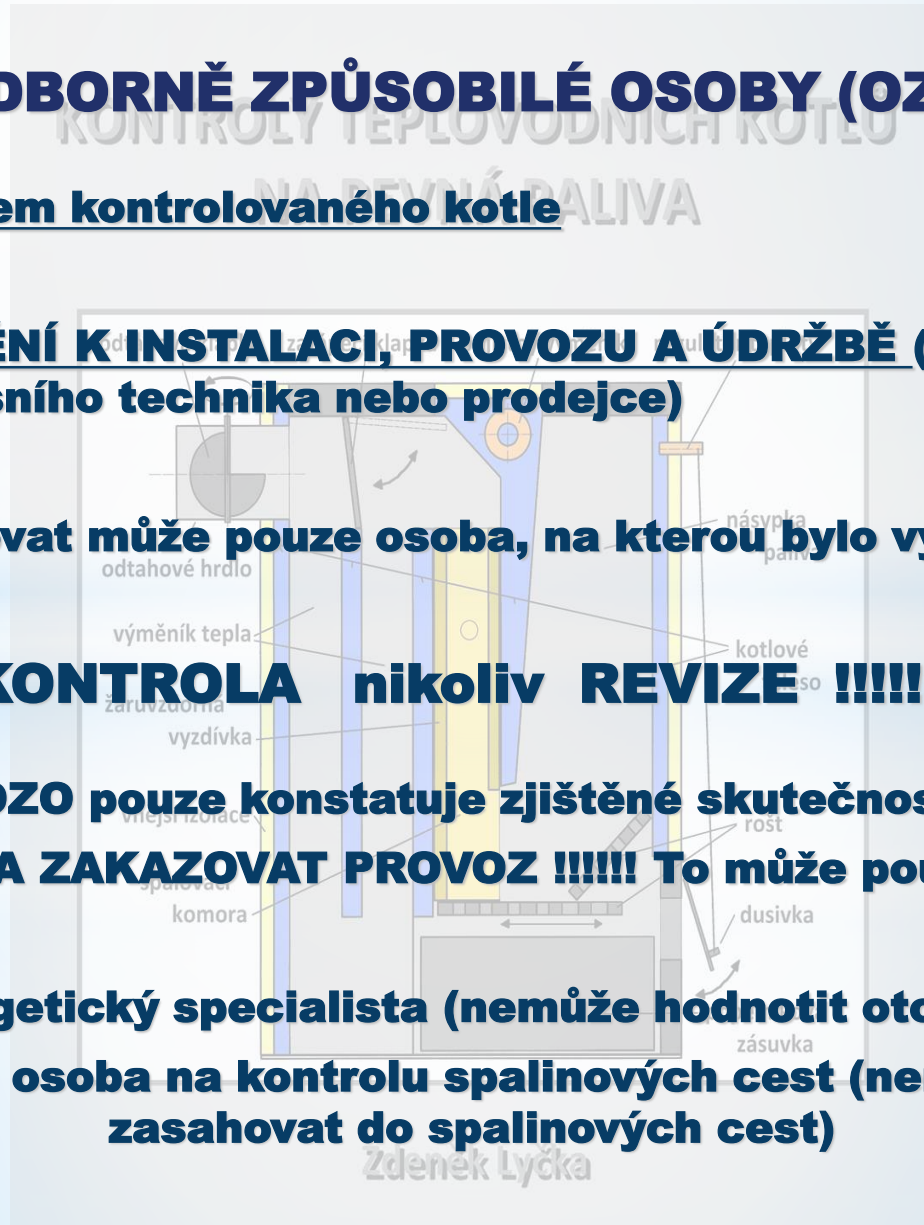 DBORNĚ ZPŮSOBILÉ OSOBY (OZ
KONTROLY TEPLOVODNÍCH KOTLŮ
NA PEVNÁ PALIVA
em kontrolovaného kotle
ĚNÍ K INSTALACI, PROVOZU A ÚDRŽBĚ (
sního technika nebo prodejce)
násypka
paliva
vat může pouze osoba, na kterou bylo vy
odtahové hrdlo
výměník tepla
kotlové
KONTROLA nikoliv REVIZE !!!!!!
žáruvzdorná
vyzdívka
OZO pouze konstatuje zjištěné skutečnos
vnější izolace
rošt
A ZAKAZOVAT PROVOZ !!!!!! To může pou
spalovací
komora
dusivka
getický specialista (nemůže hodnotit oto
zásuvka
osoba na kontrolu spalinových cest (ne
zasahovat do spalinových cest)
Zdeněk Lyčka